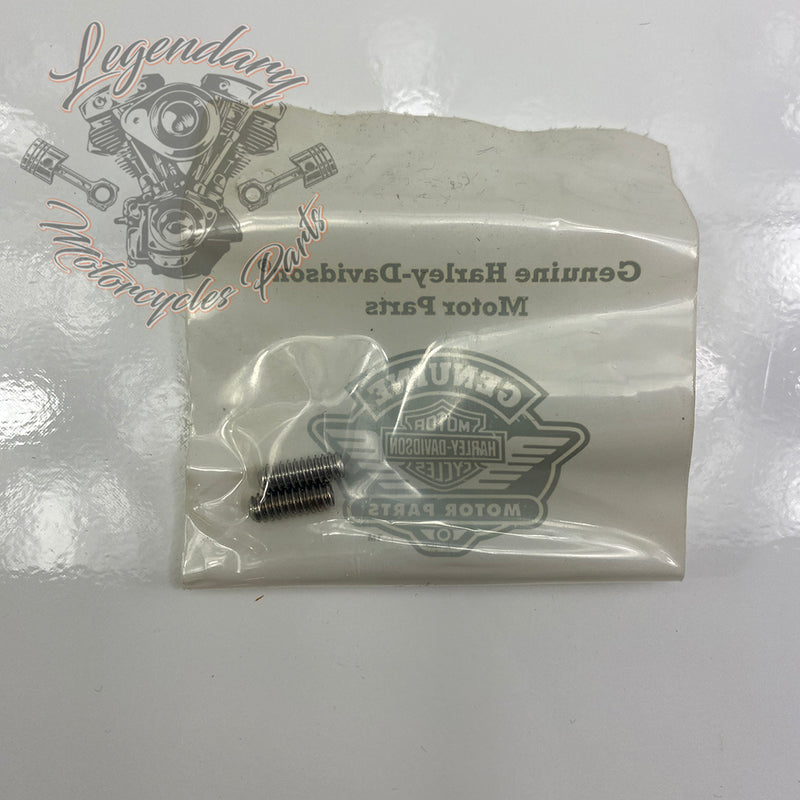 Legendary
Motorcycles Parts
Genuine Harley-Davidson
Motor Parts
GENUINE
MOTOR
HARLEY-DAVIDSON
CYCLES
MOTOR PARTS